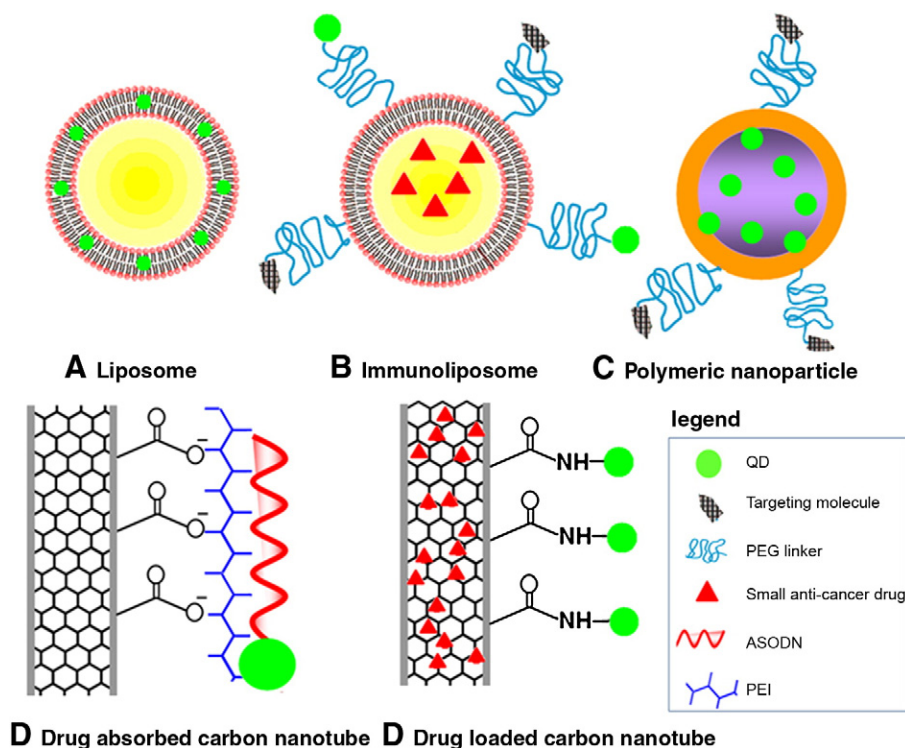 A Liposome
B Immunoliposome
C Polymeric nanoparticle
O
O
–
O
O
–
O
O
–
O
NH
O
NH
O
NH
legend
QD
Targeting molecule
PEG linker
Small anti-cancer drug
ASODN
PEI
D Drug absorbed carbon nanotube
D Drug loaded carbon nanotube